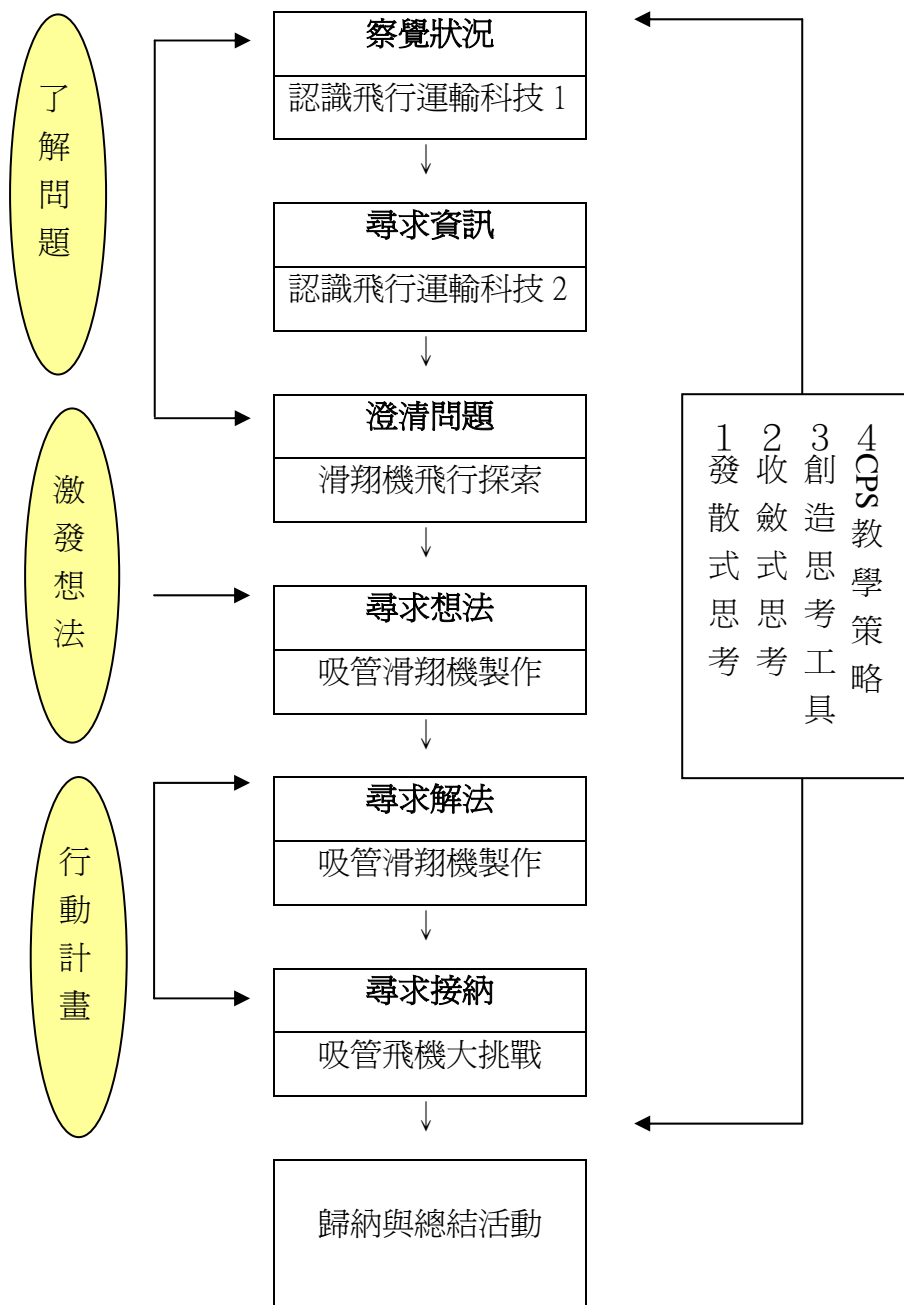 了解問題
激發想法
行動計畫
察覺狀況
認識飛行運輸科技 1
↓
尋求資訊
認識飛行運輸科技 2
↓
澄清問題
滑翔機飛行探索
↓
尋求想法
吸管滑翔機製作
↓
尋求解法
吸管滑翔機製作
↓
尋求接納
吸管飛機大挑戰
↓
歸納與總結活動
1發散式思考
2收斂式思考
3創造思考工具
4CPS教學策略